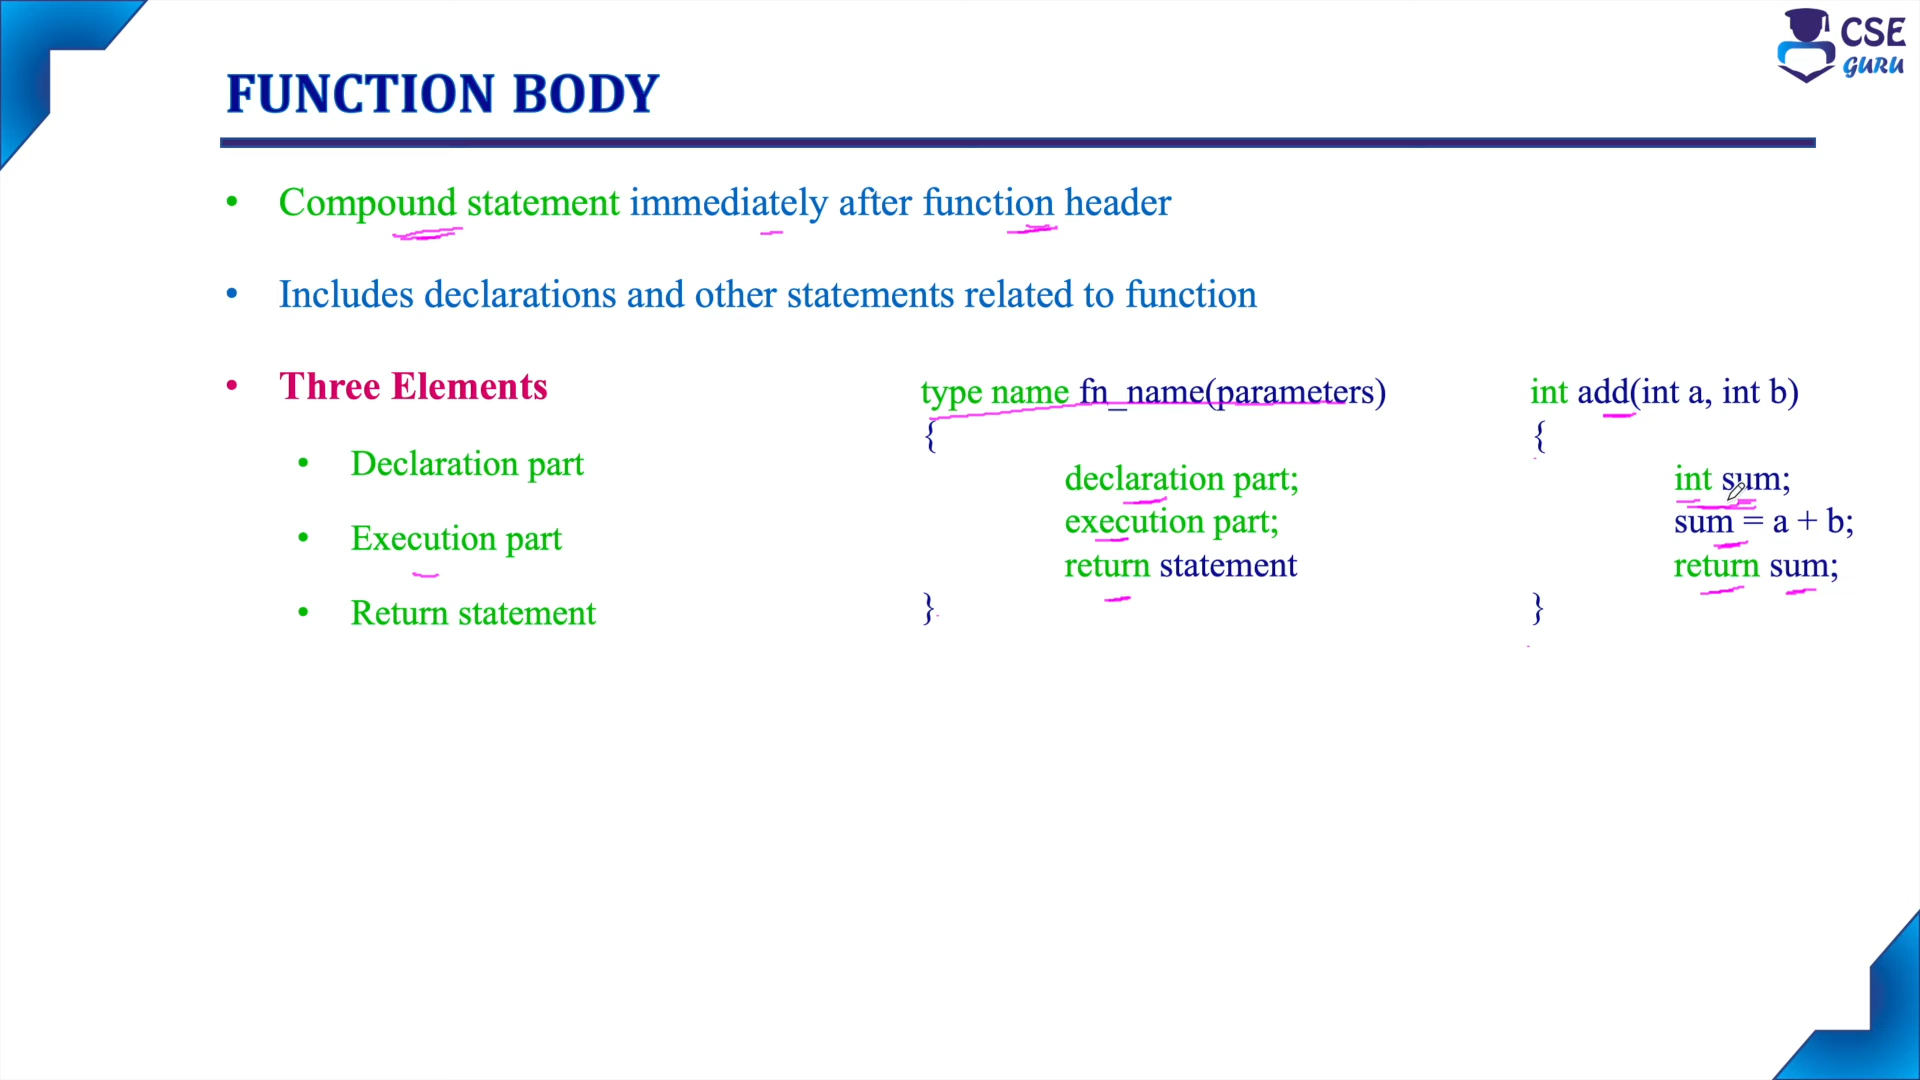 CSE
GURU
FUNCTION BODY
• Compound statement immediately after function header
• Includes declarations and other statements related to function
• Three Elements
• Declaration part
• Execution part
• Return statement
type name fn_name(parameters)
{
declaration part;
execution part;
return statement
}
int add(int a, int b)
{
int sum;
sum = a + b;
return sum;
}